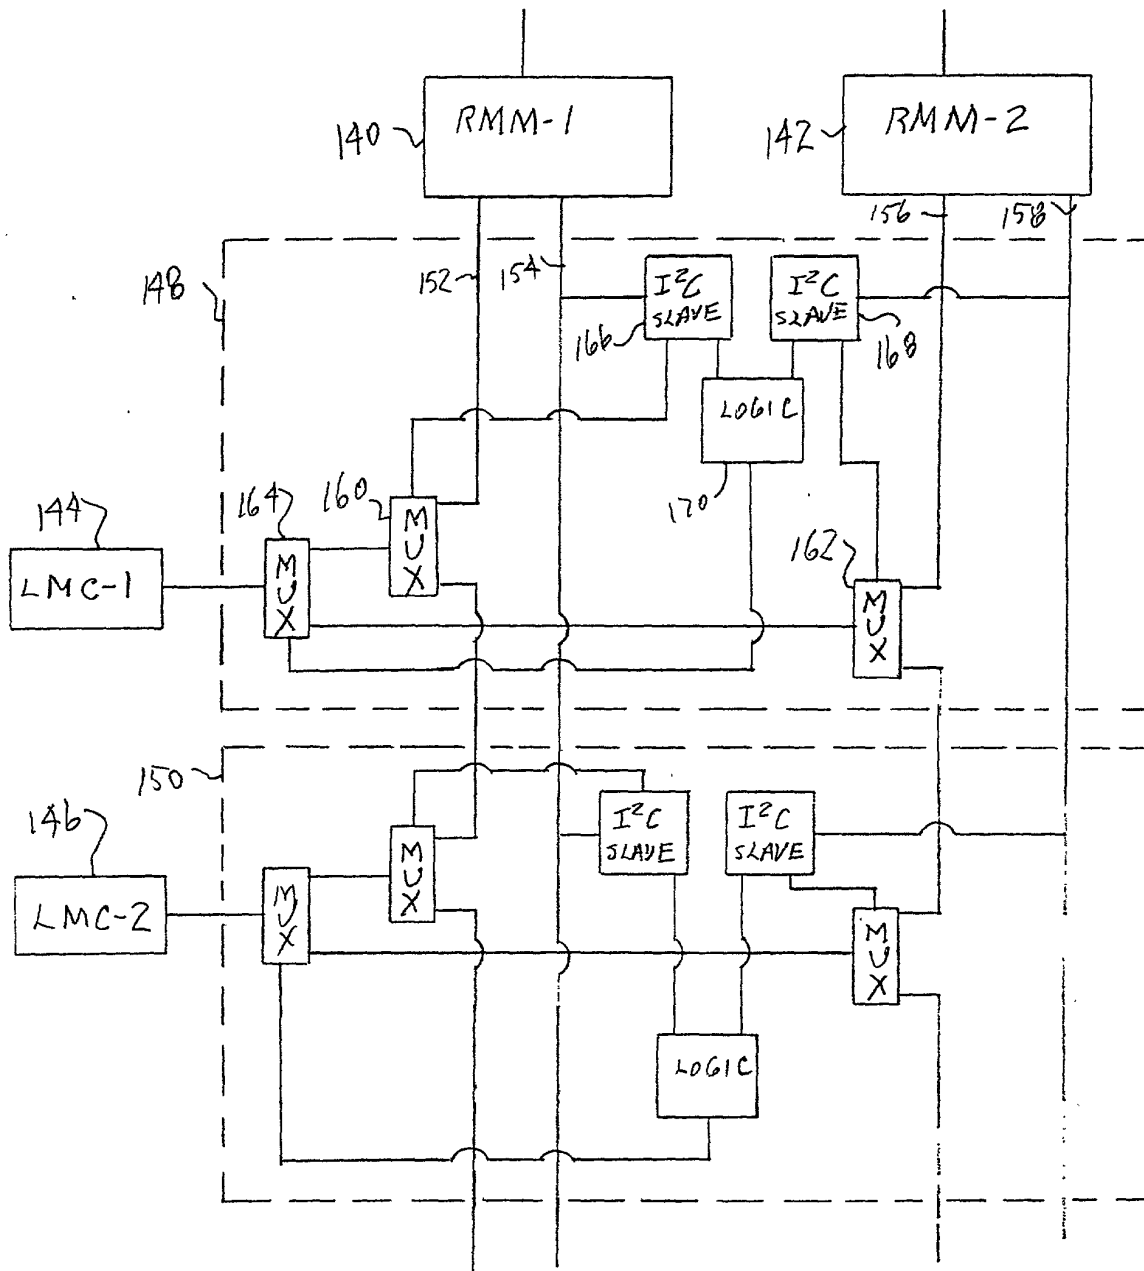 RMM-1
140
RMM-2
142
156
158
148
152
154
I²C
SLAVE
166
I²C
SLAVE
168
LOGIC
170
144
LMC-1
164
MUX
160
MUX
162
MUX
150
146
LMC-2
MUX
MUX
I²C
SLAVE
I²C
SLAVE
MUX
LOGIC